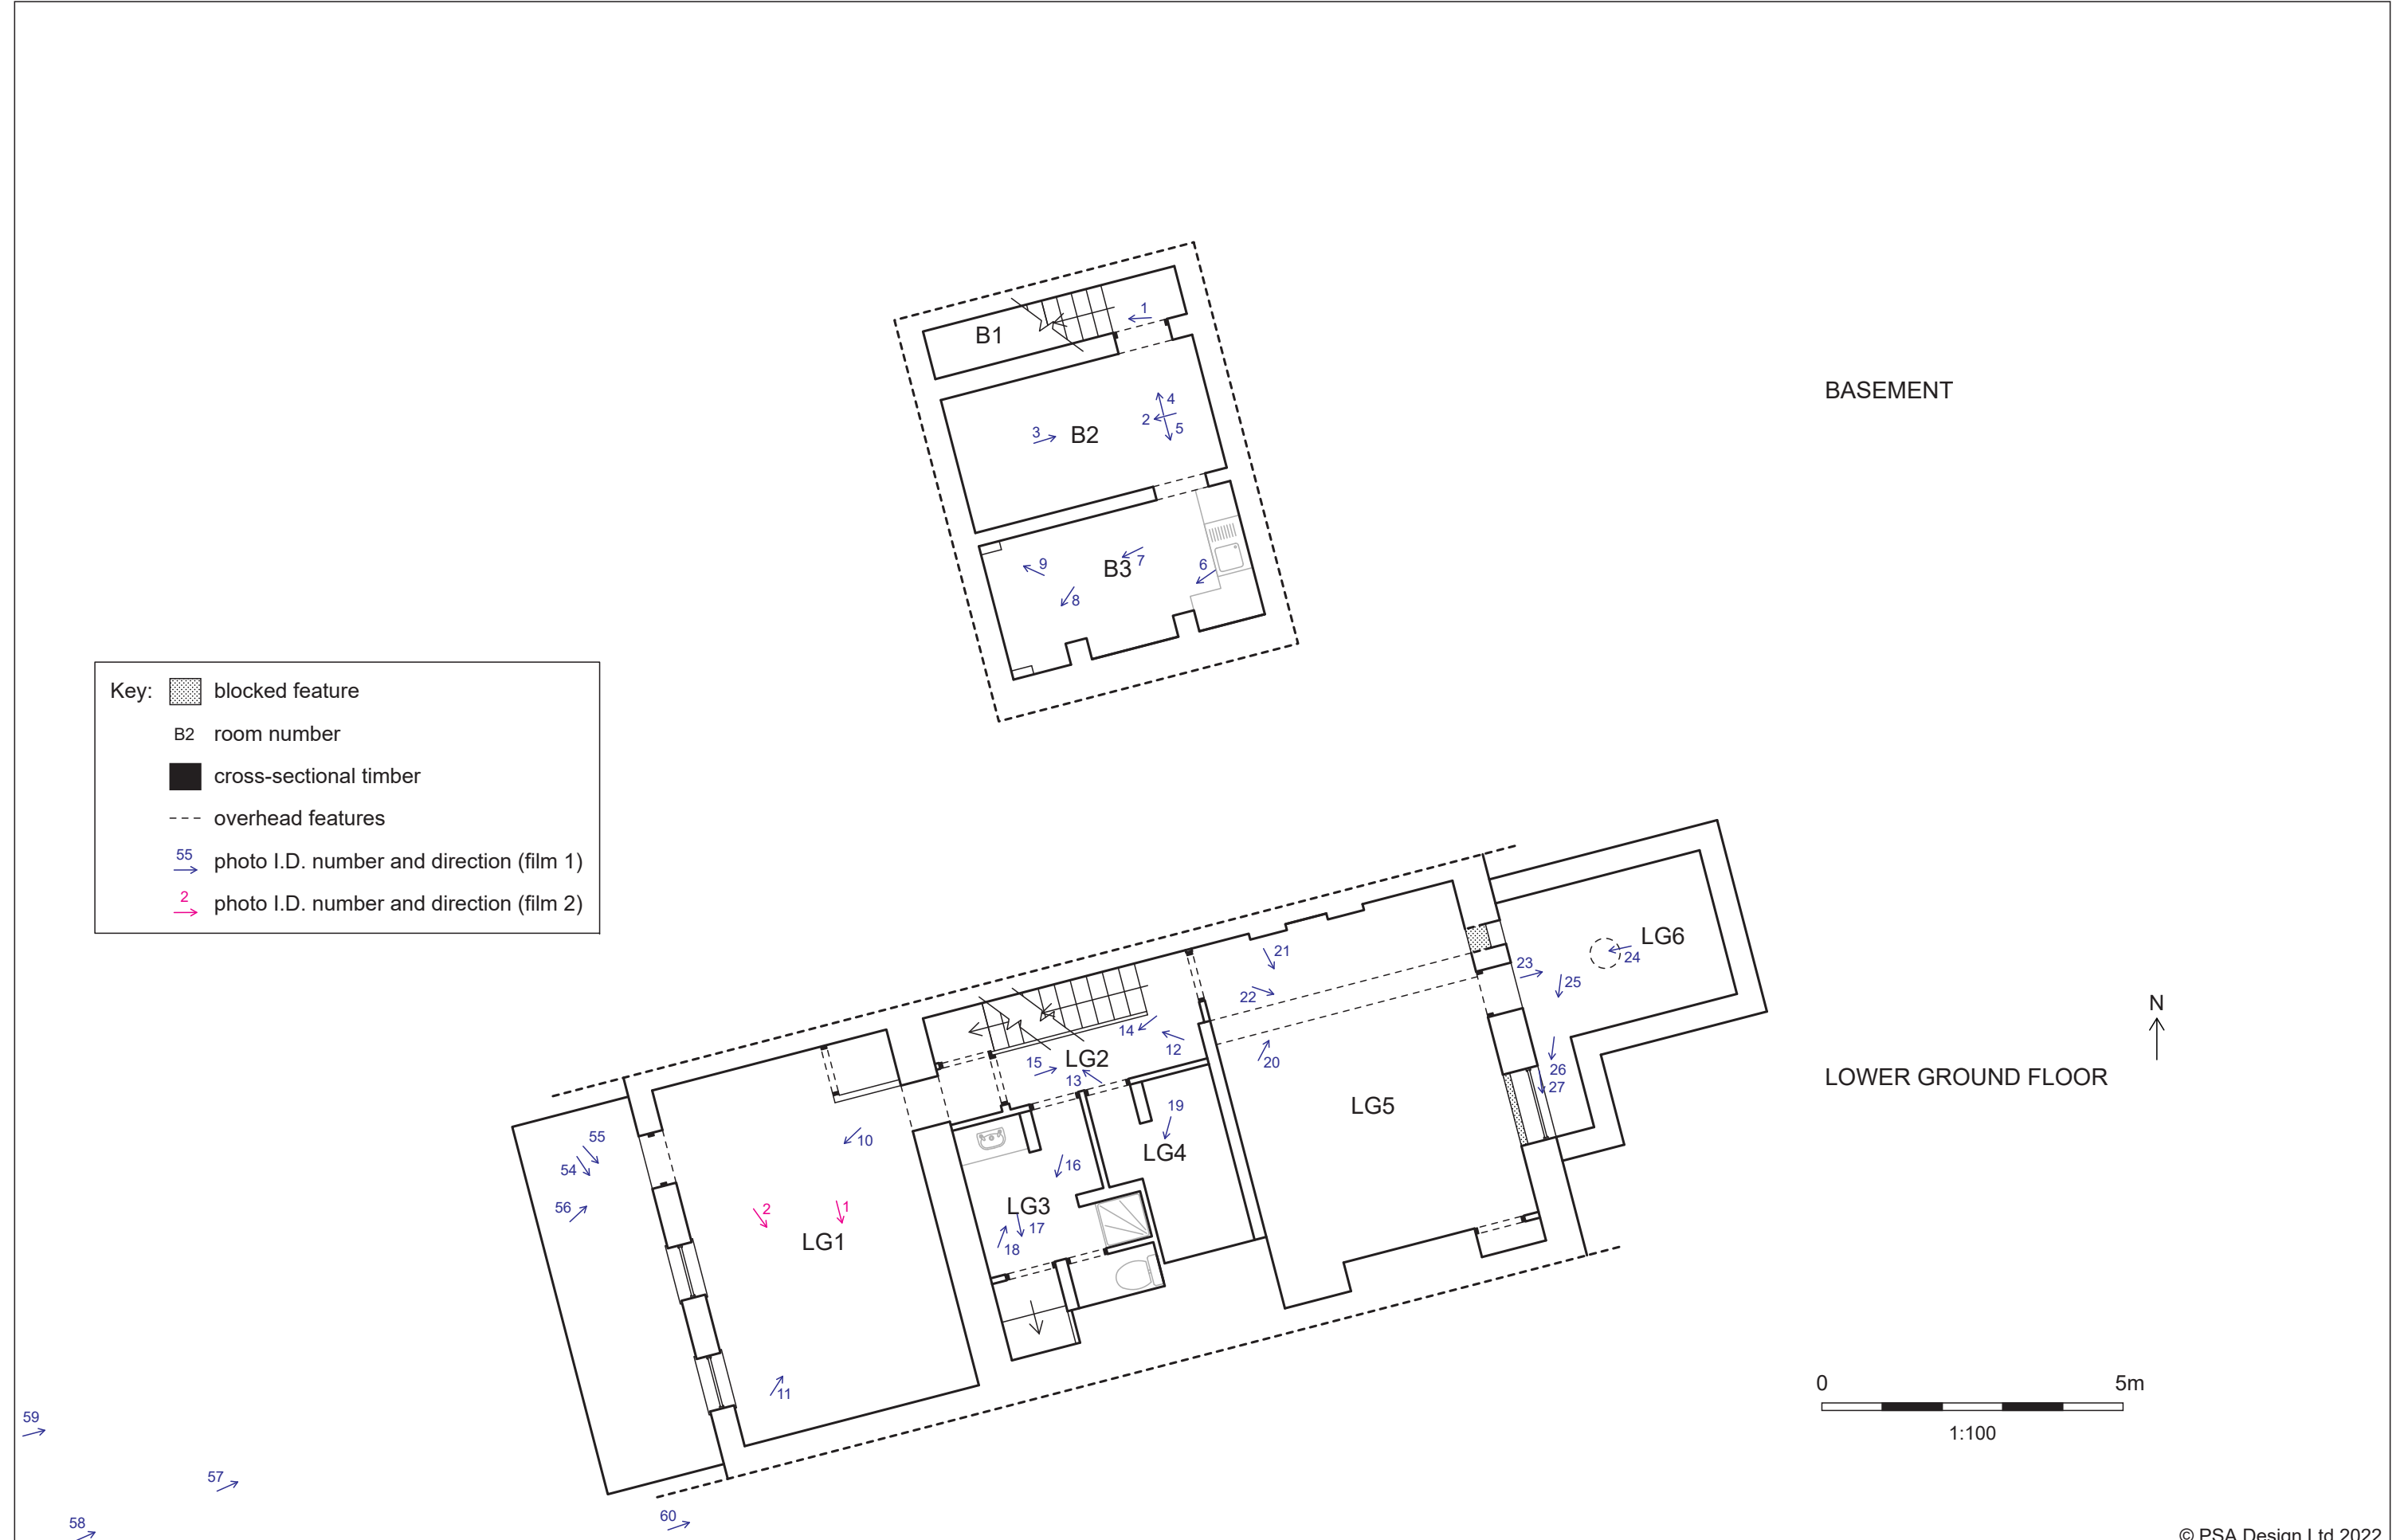 1
B1
BASEMENT
4
2
5
3
B2
6
7
9
B3
8
Key:
blocked feature
B2 room number
cross-sectional timber
overhead features
55 photo I.D. number and direction (film 1)
2 photo I.D. number and direction (film 2)
21
LG6
24
23
25
22
N
14
12
15
LG2
20
13
26
27
LOWER GROUND FLOOR
19
LG5
55
10
54
LG4
16
56
2
1
LG3
17
LG1
18
11
0 5m
1:100
59
57
60
58
© PSA Design Ltd 2022